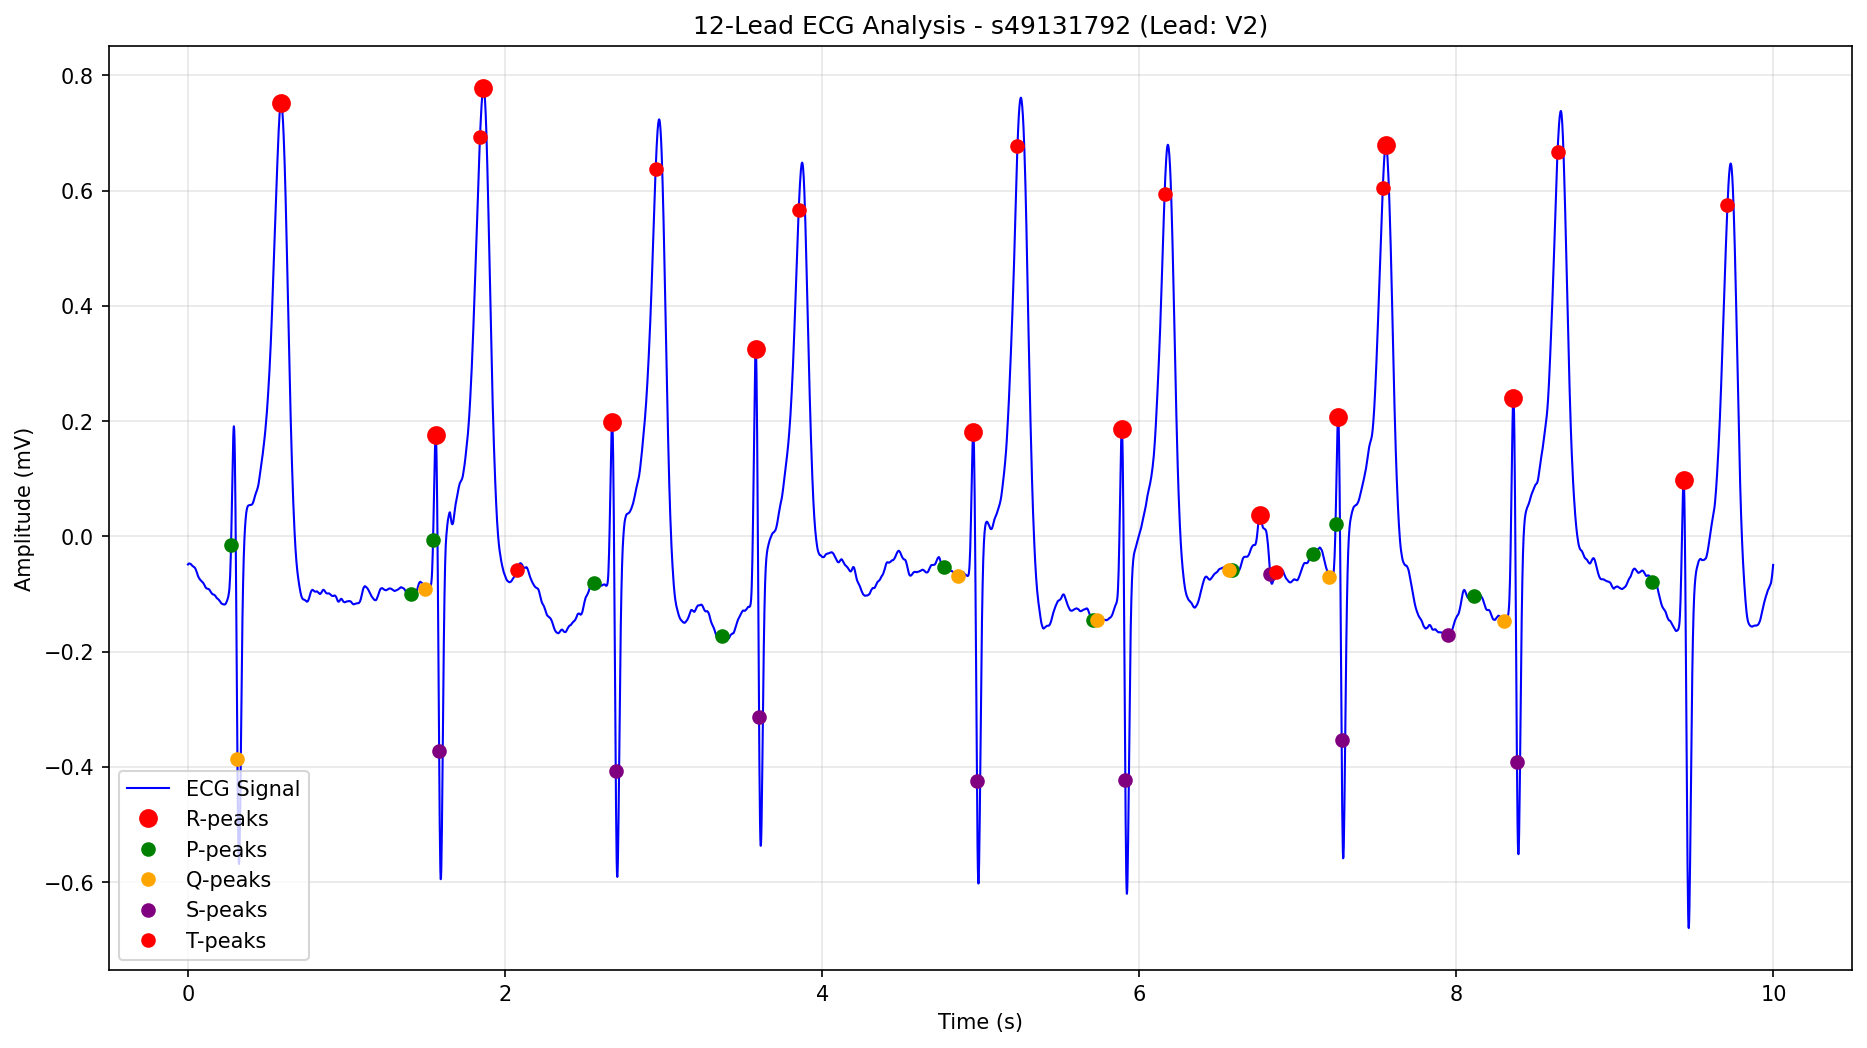 12-Lead ECG Analysis - s49131792 (Lead: V2)
Amplitude (mV)
0.8
0.6
0.4
0.2
0.0
−0.2
−0.4
−0.6
ECG Signal
R-peaks
P-peaks
Q-peaks
S-peaks
T-peaks
0 2 4 6 8 10
Time (s)